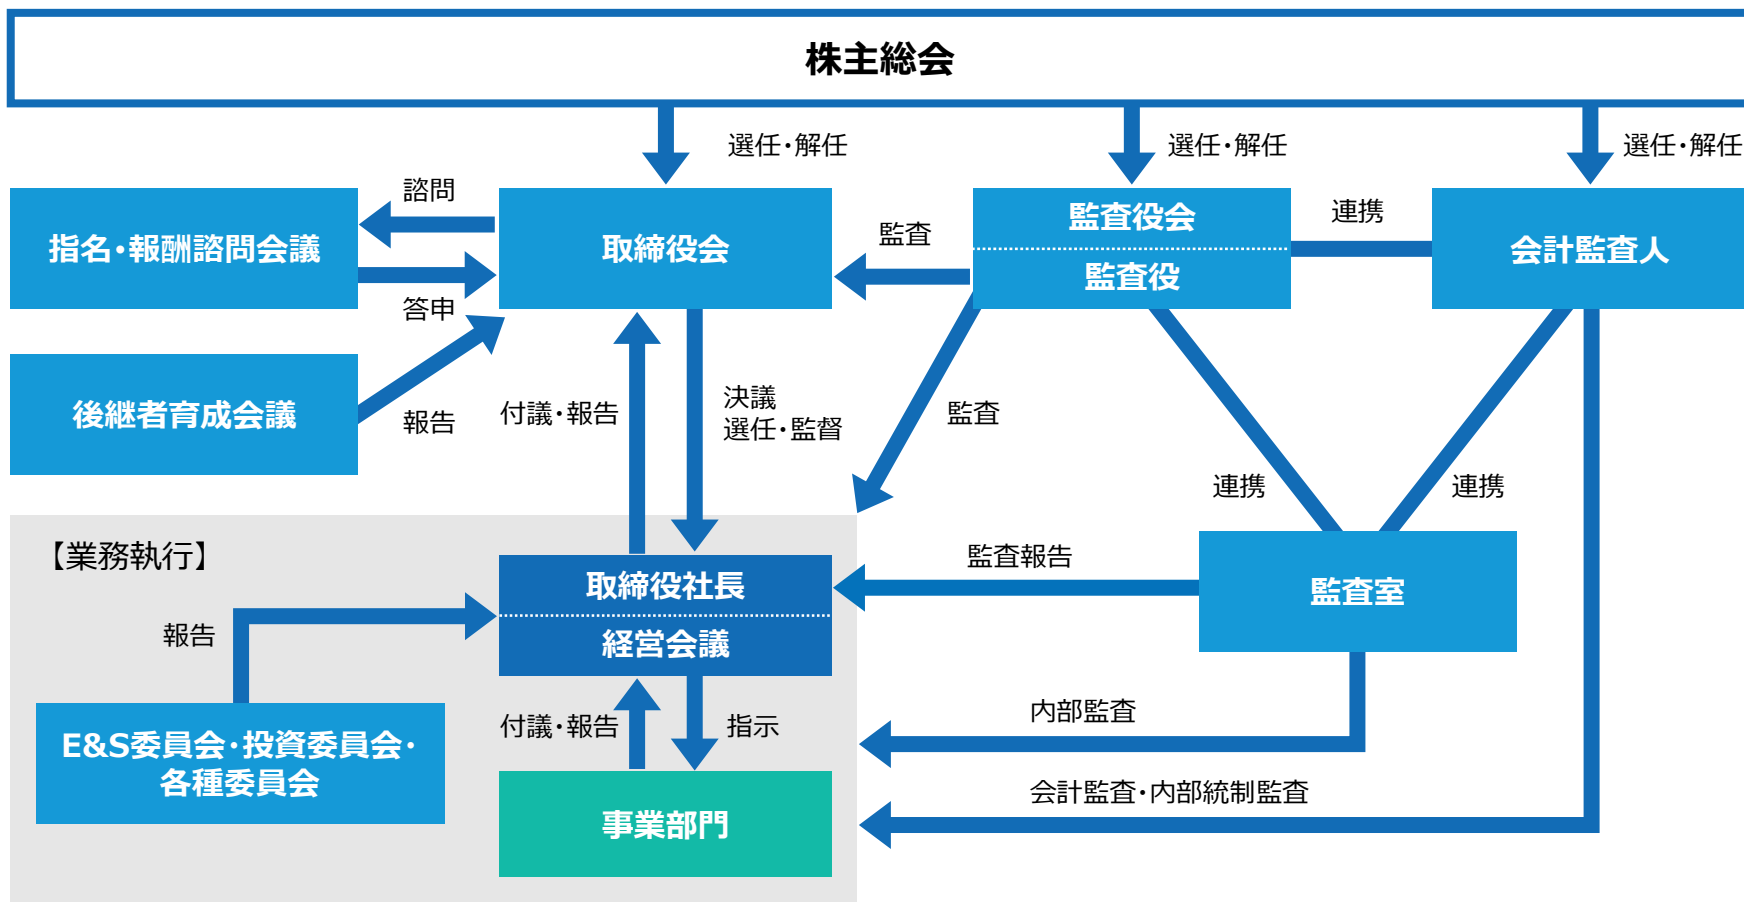 株主総会
選任・解任
選任・解任
選任・解任
諮問
指名・報酬諮問会議
答申
取締役会
監査
監査役会
監査役
連携
会計監査人
後継者育成会議
報告
付議・報告
決議
選任・監督
監査
連携
連携
【業務執行】
取締役社長
経営会議
監査報告
監査室
報告
E&S委員会・投資委員会・
各種委員会
付議・報告
指示
内部監査
会計監査・内部統制監査
事業部門